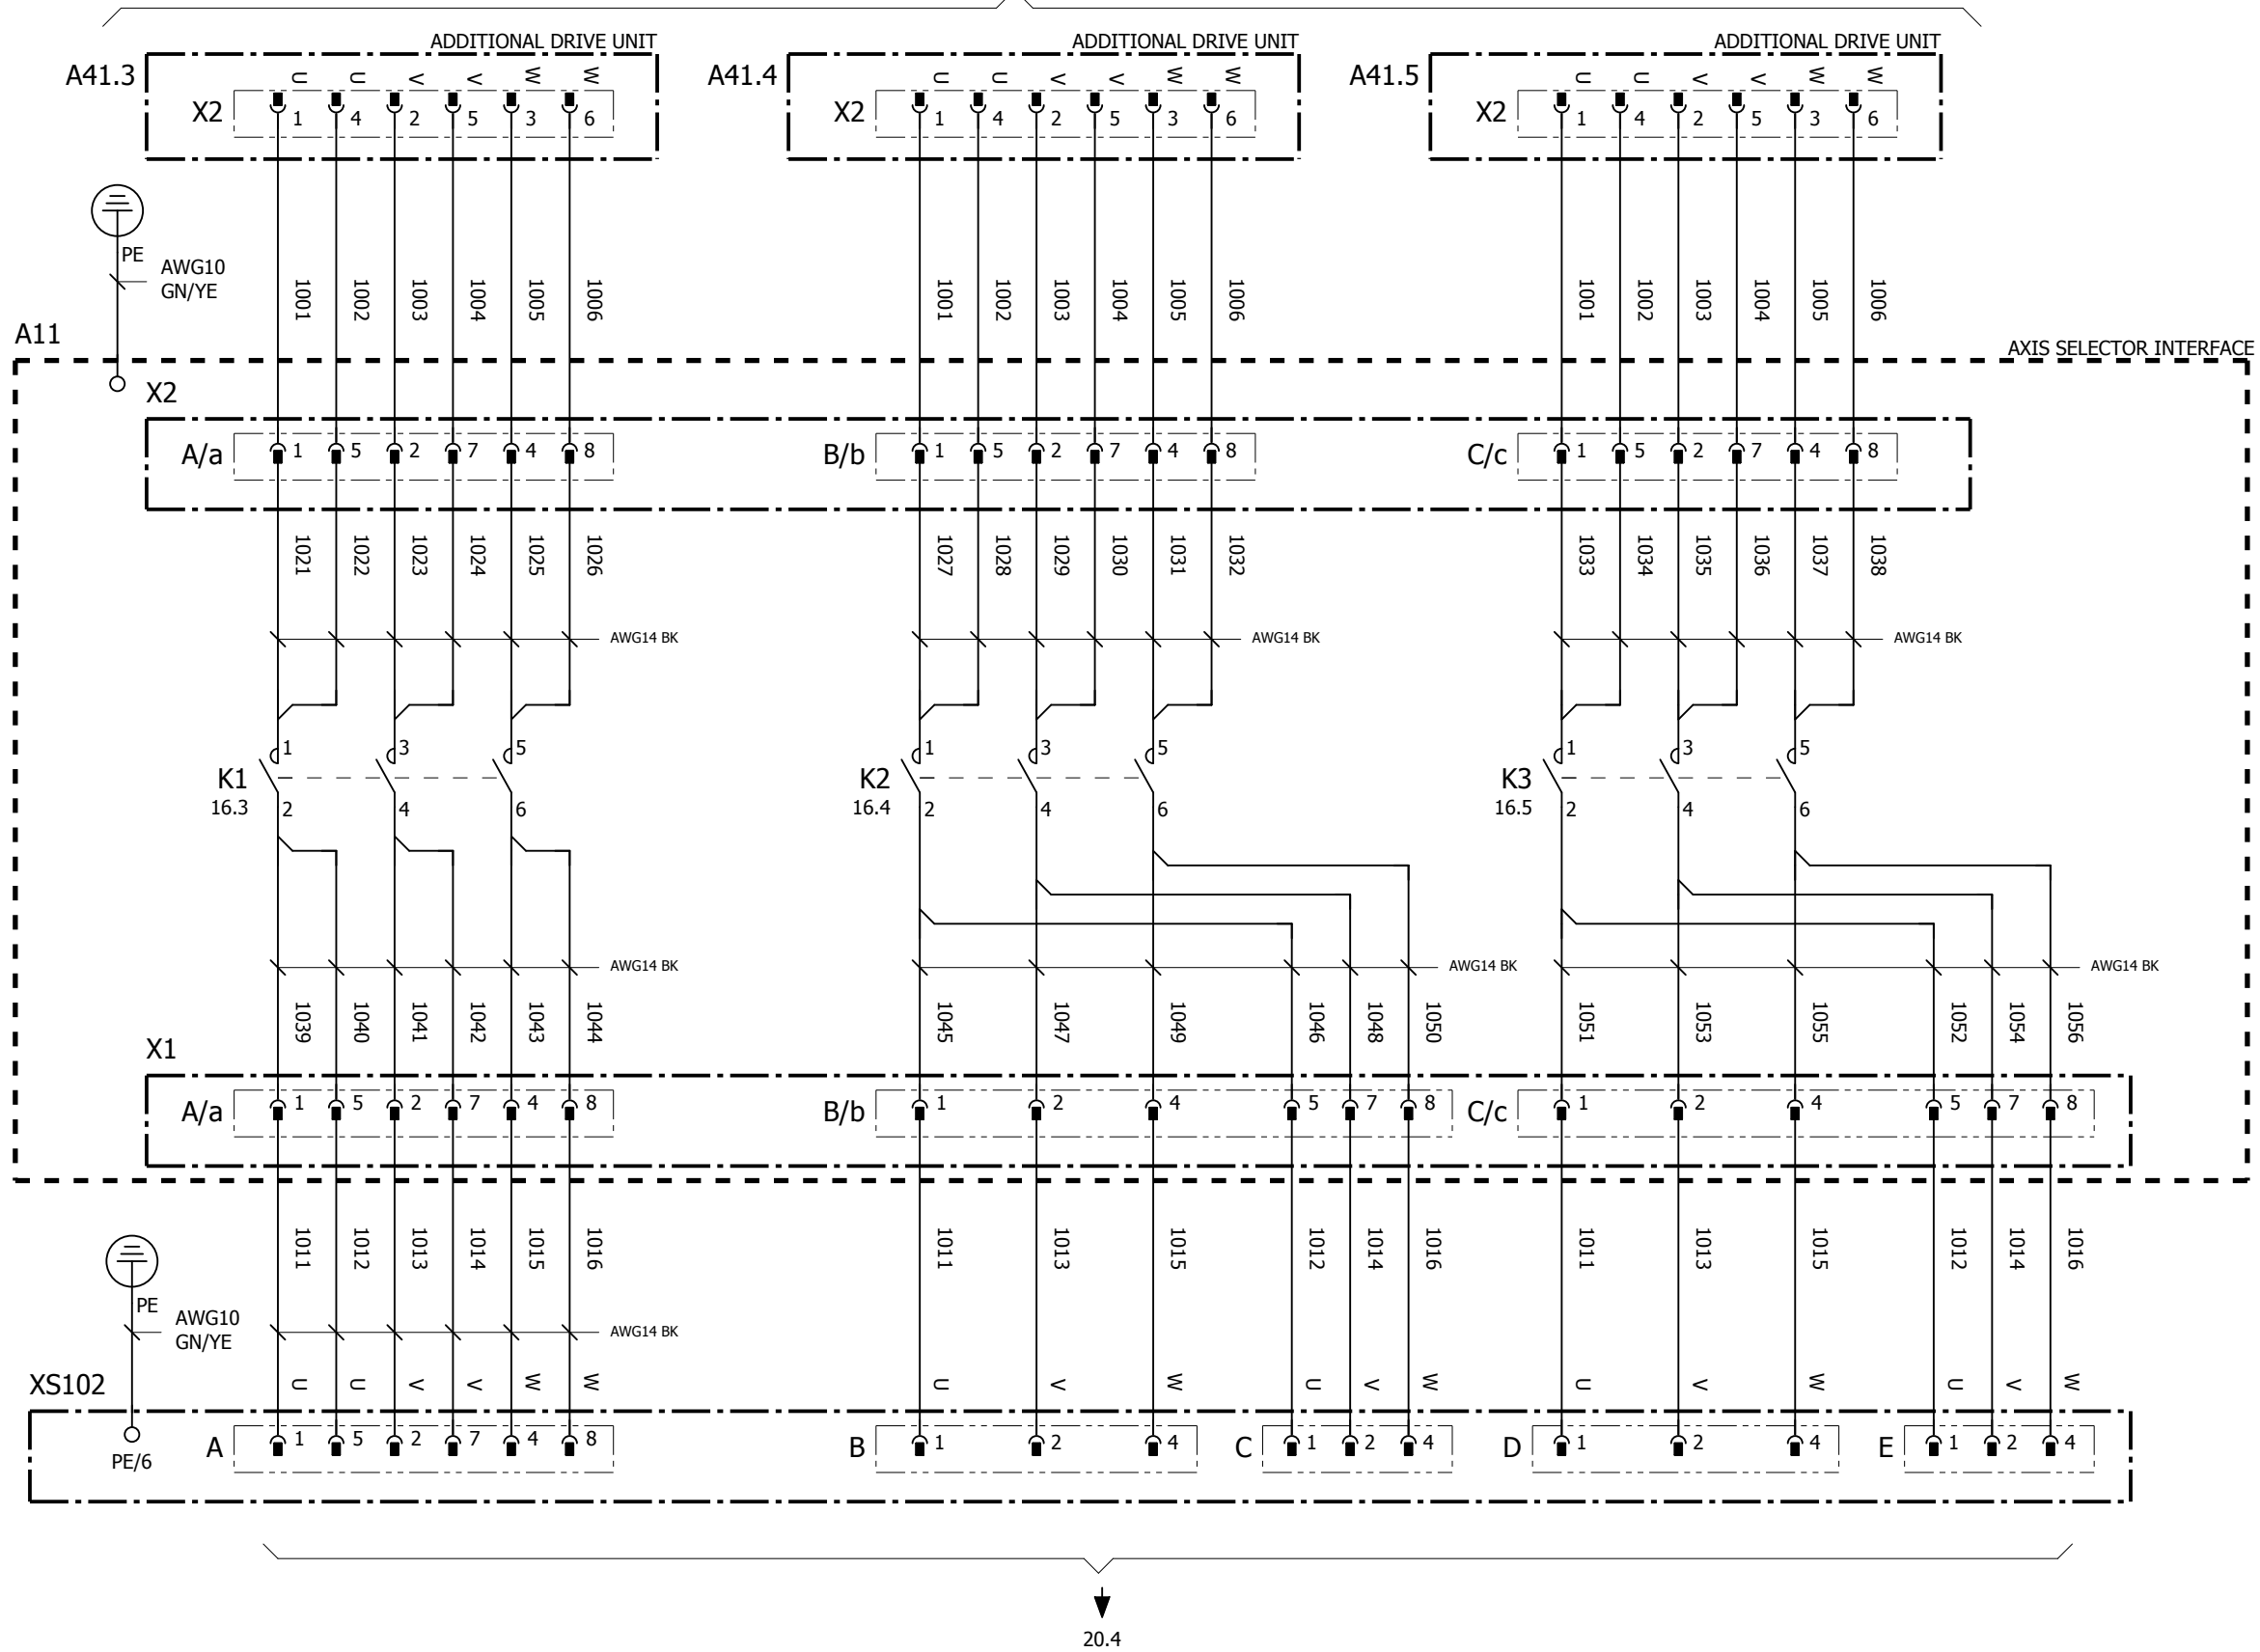 ADDITIONAL DRIVE UNIT ADDITIONAL DRIVE UNIT ADDITIONAL DRIVE UNIT
A41.3 U U V V W W A41.4 U U V V W W A41.5 U U V V W W
X2 1 4 2 5 3 6 X2 1 4 2 5 3 6 X2 1 4 2 5 3 6
PE
AWG10
GN/YE
1001 1002 1003 1004 1005 1006 1001 1002 1003 1004 1005 1006 1001 1002 1003 1004 1005 1006
A11
AXIS SELECTOR INTERFACE
X2
A/a 1 5 2 7 4 8 B/b 1 5 2 7 4 8 C/c 1 5 2 7 4 8
1021 1022 1023 1024 1025 1026 1027 1028 1029 1030 1031 1032 1033 1034 1035 1036 1037 1038
AWG14 BK AWG14 BK AWG14 BK
1 3 5 1 3 5 1 3 5
K1 K2 K3
16.3 2 4 6 16.4 2 4 6 16.5 2 4 6
AWG14 BK AWG14 BK AWG14 BK
1039 1040 1041 1042 1043 1044 1045 1047 1049 1046 1048 1050 1051 1053 1055 1052 1054 1056
X1
A/a 1 5 2 7 4 8 B/b 1 2 4 5 7 8 C/c 1 2 4 5 7 8
1011 1012 1013 1014 1015 1016 1011 1013 1015 1012 1014 1016 1011 1013 1015 1012 1014 1016
PE
AWG10
GN/YE
AWG14 BK
XS102 U U V V W W U V W U V W U V W U V W
A 1 5 2 7 4 8 B 1 2 4 C 1 2 4 D 1 2 4 E 1 2 4
PE/6
20.4